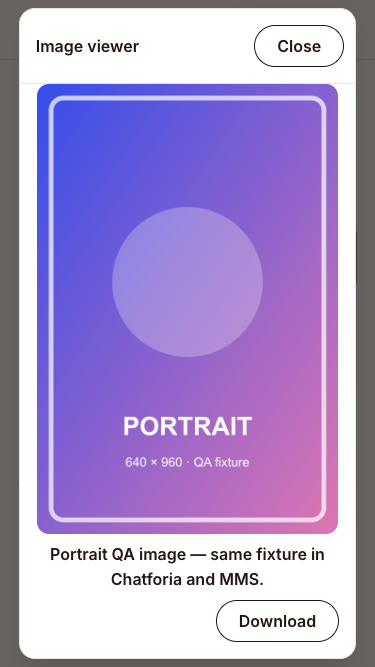 Image viewer
Close
PORTRAIT
640 × 960 · QA fixture
Portrait QA image — same fixture in
Chatforia and MMS.
Download